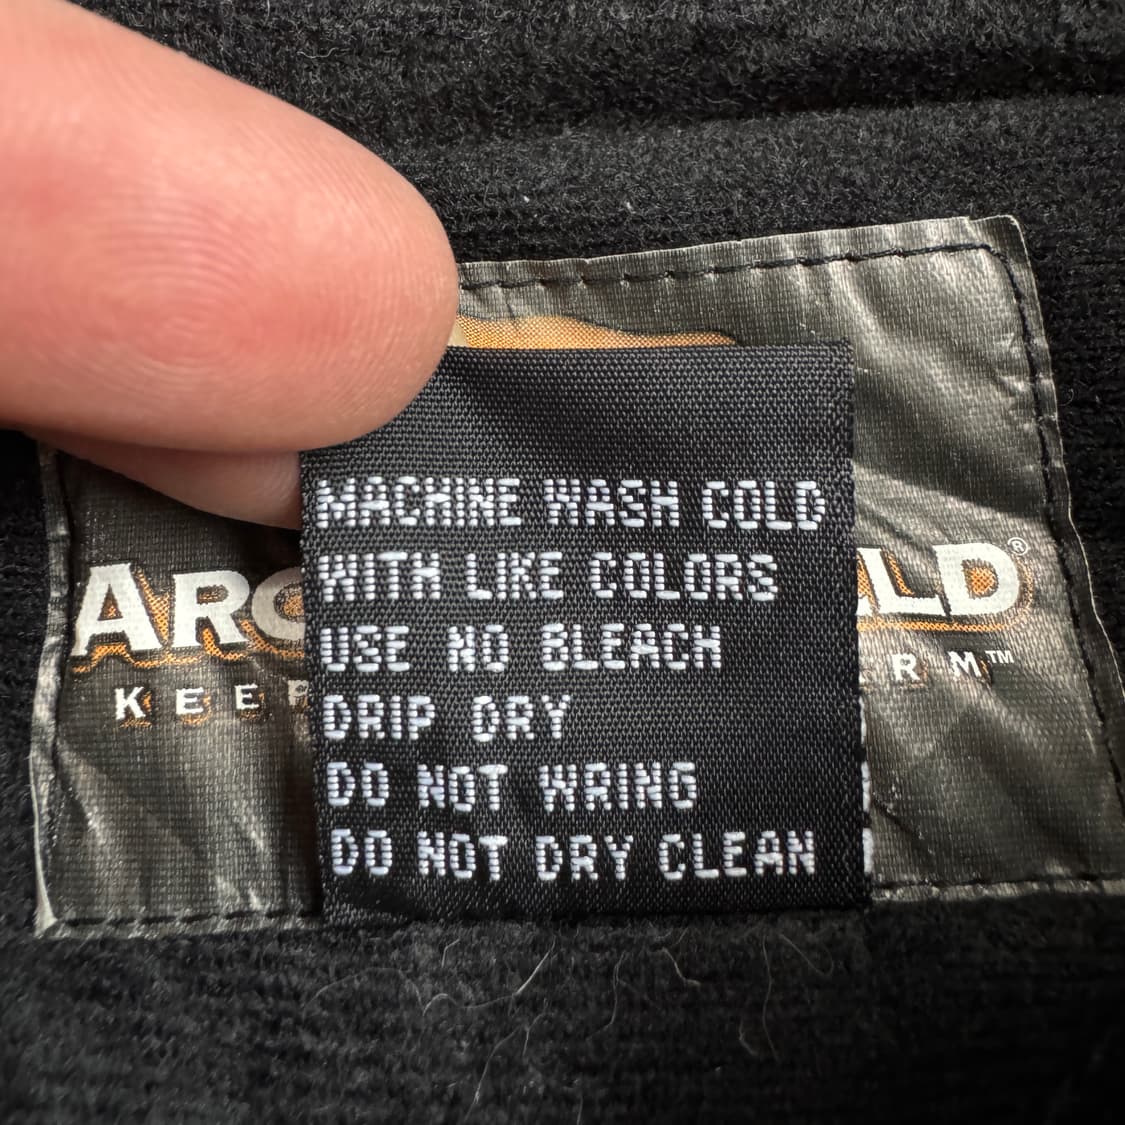 MACHINE WASH COLD
WITH LIKE COLORS
USE NO BLEACH
DRIP DRY
DO NOT WRING
DO NOT DRY CLEAN